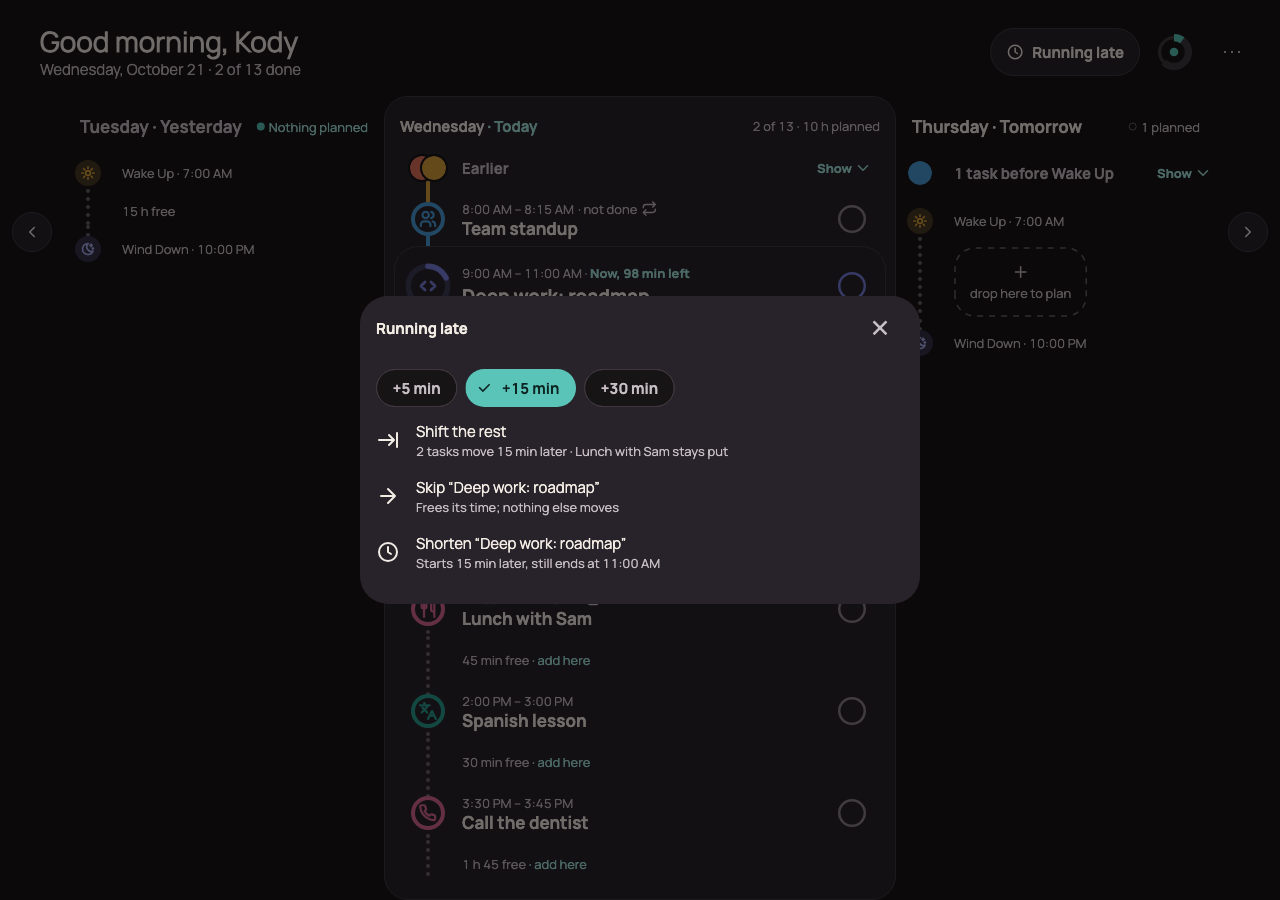 Good morning, Kody
Wednesday, October 21 · 2 of 13 done
Running late
Tuesday · Yesterday
Nothing planned
Wake Up · 7:00 AM
15 h free
Wind Down · 10:00 PM
Wednesday · Today
2 of 13 · 10 h planned
Earlier
Show
8:00 AM – 8:15 AM · not done
Team standup
9:00 AM – 11:00 AM · Now, 98 min left
Deep work: roadmap
Thursday · Tomorrow
1 planned
1 task before Wake Up
Show
Wake Up · 7:00 AM
drop here to plan
Wind Down · 10:00 PM
Running late
+5 min
+15 min
+30 min
Shift the rest
2 tasks move 15 min later · Lunch with Sam stays put
Skip “Deep work: roadmap”
Frees its time; nothing else moves
Shorten “Deep work: roadmap”
Starts 15 min later, still ends at 11:00 AM
Lunch with Sam
45 min free · add here
2:00 PM – 3:00 PM
Spanish lesson
30 min free · add here
3:30 PM – 3:45 PM
Call the dentist
1 h 45 free · add here